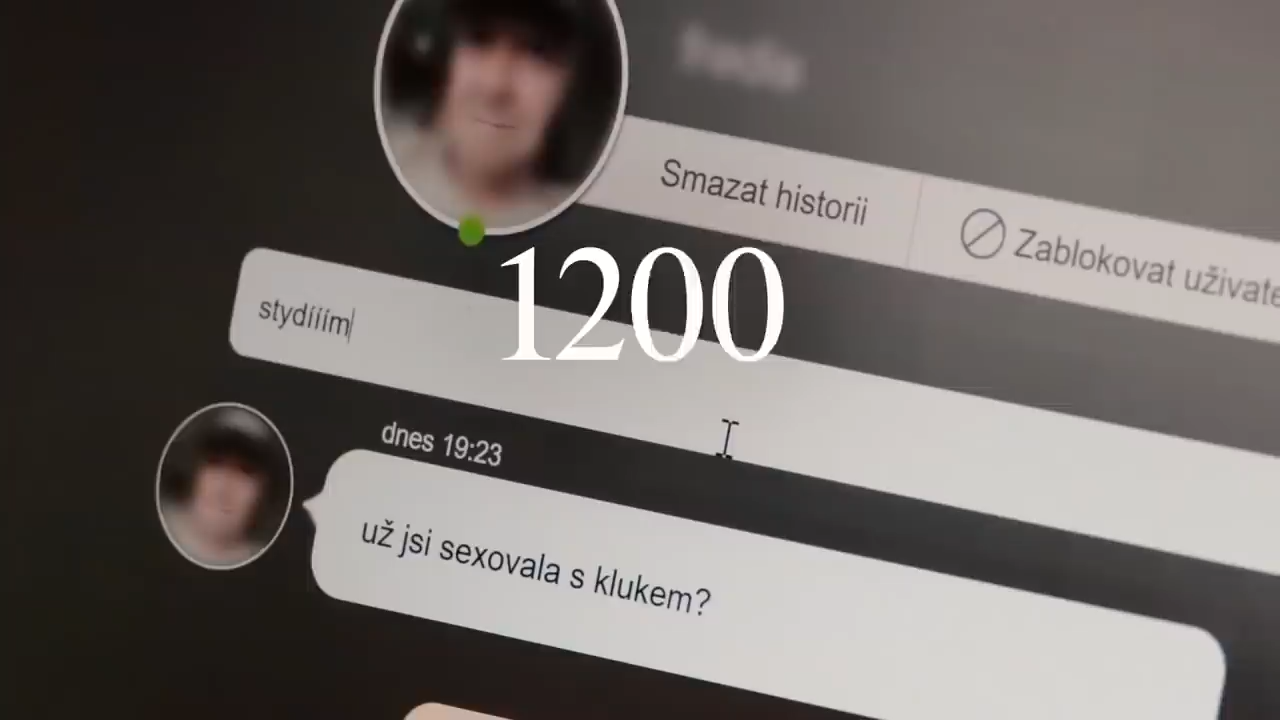 Smazat historii
Zablokovat uživate
1200
stydííím
dnes 19:23
už jsi sexovala s klukem?